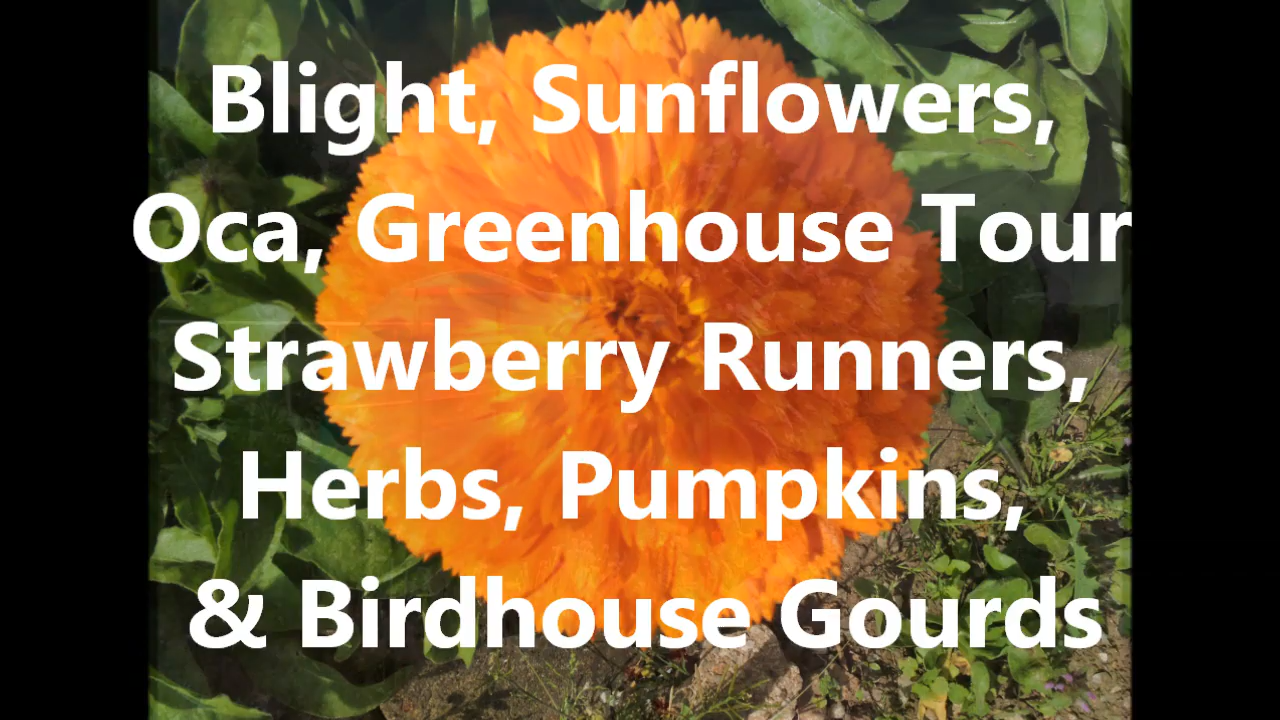 Blight, Sunflowers,
Oca, Greenhouse Tour
Strawberry Runners,
Herbs, Pumpkins,
& Birdhouse Gourds